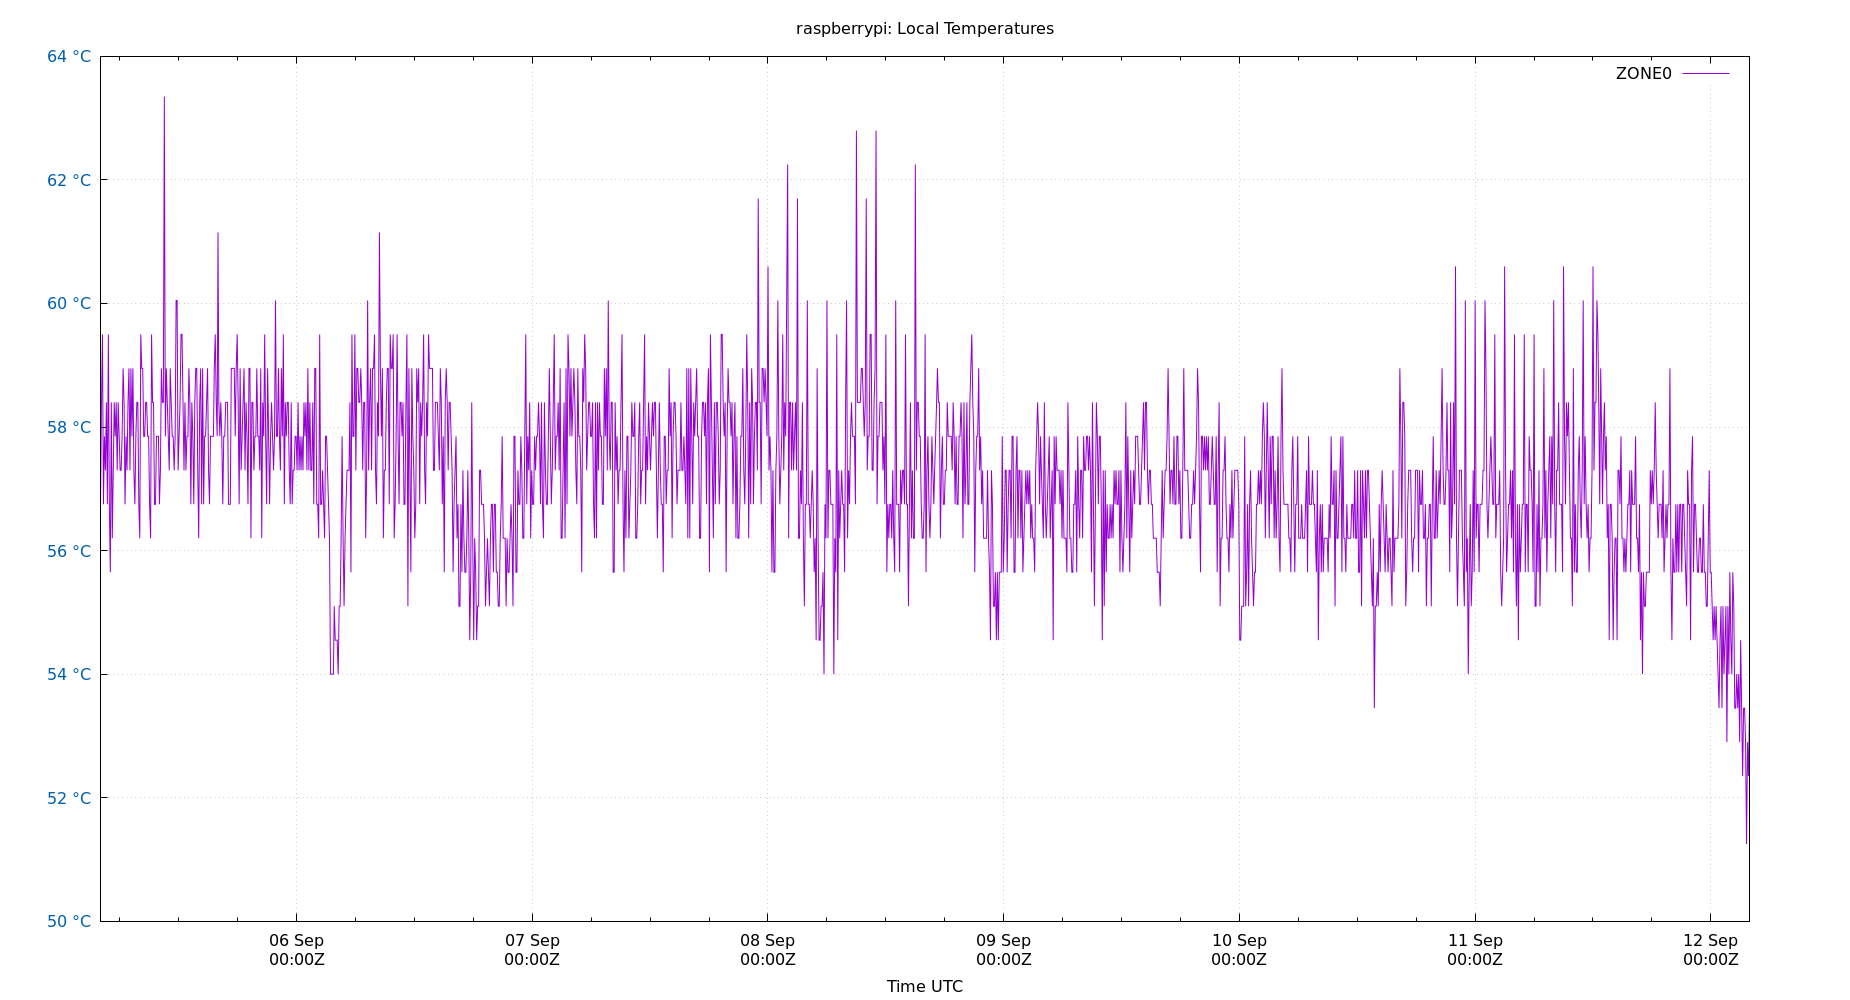 raspberrypi: Local Temperatures
64 °C
ZONE0
62 °C
60 °C
58 °C
56 °C
54 °C
52 °C
50 °C
06 Sep 07 Sep 08 Sep 09 Sep 10 Sep 11 Sep 12 Sep
00:00Z 00:00Z 00:00Z 00:00Z 00:00Z 00:00Z 00:00Z
Time UTC